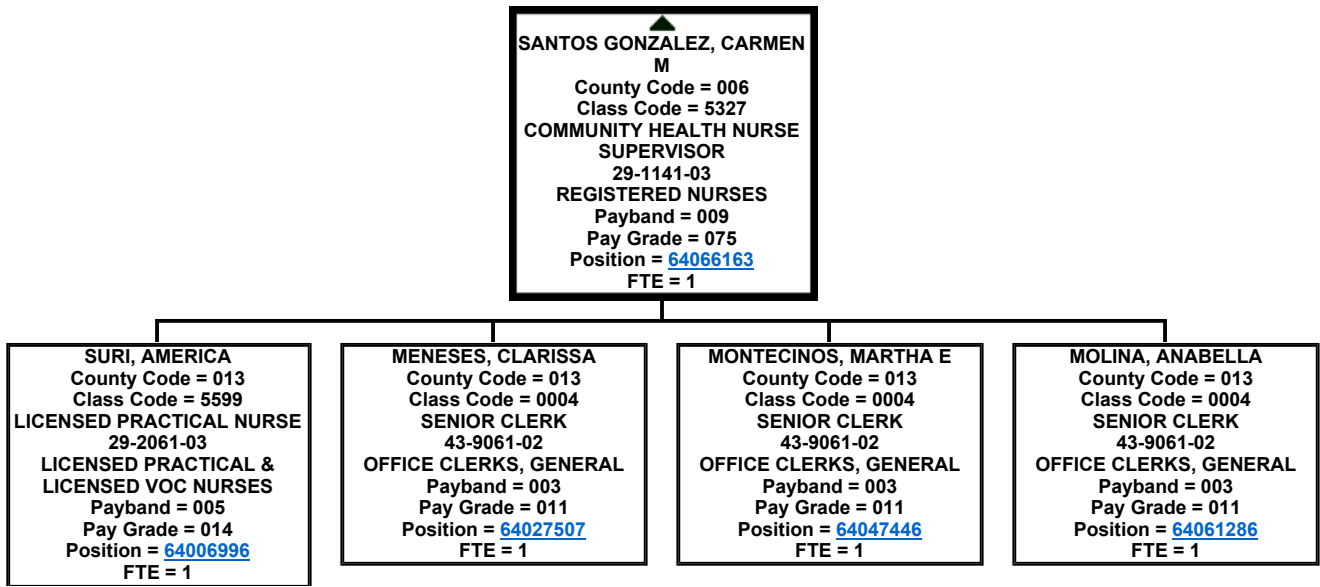 SANTOS GONZALEZ, CARMEN
M
County Code = 006
Class Code = 5327
COMMUNITY HEALTH NURSE
SUPERVISOR
29-1141-03
REGISTERED NURSES
Payband = 009
Pay Grade = 075
Position = 64066163
FTE = 1
SURI, AMERICA
County Code = 013
Class Code = 5599
LICENSED PRACTICAL NURSE
29-2061-03
LICENSED PRACTICAL &
LICENSED VOC NURSES
Payband = 005
Pay Grade = 014
Position = 64006996
FTE = 1
MENESES, CLARISSA
County Code = 013
Class Code = 0004
SENIOR CLERK
43-9061-02
OFFICE CLERKS, GENERAL
Payband = 003
Pay Grade = 011
Position = 64027507
FTE = 1
MONTECINOS, MARTHA E
County Code = 013
Class Code = 0004
SENIOR CLERK
43-9061-02
OFFICE CLERKS, GENERAL
Payband = 003
Pay Grade = 011
Position = 64047446
FTE = 1
MOLINA, ANABELLA
County Code = 013
Class Code = 0004
SENIOR CLERK
43-9061-02
OFFICE CLERKS, GENERAL
Payband = 003
Pay Grade = 011
Position = 64061286
FTE = 1